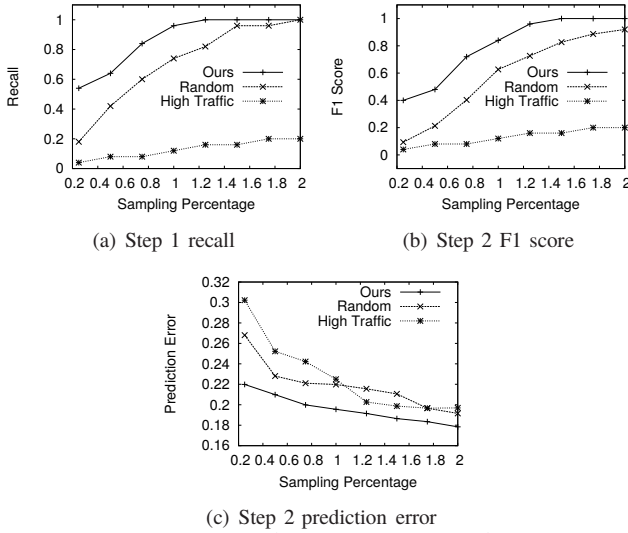 1
0.8
0.6
0.4
0.2
0
Recall
Ours
Random
High Traffic
0.2 0.4 0.6 0.8 1 1.2 1.4 1.6 1.8 2
Sampling Percentage
(a) Step 1 recall
1
0.8
0.6
0.4
0.2
0
F1 Score
Ours
Random
High Traffic
0.2 0.4 0.6 0.8 1 1.2 1.4 1.6 1.8 2
Sampling Percentage
(b) Step 2 F1 score
0.32
0.3
0.28
0.26
0.24
0.22
0.2
0.18
0.16
Prediction Error
Ours
Random
High Traffic
0.2 0.4 0.6 0.8 1 1.2 1.4 1.6 1.8 2
Sampling Percentage
(c) Step 2 prediction error